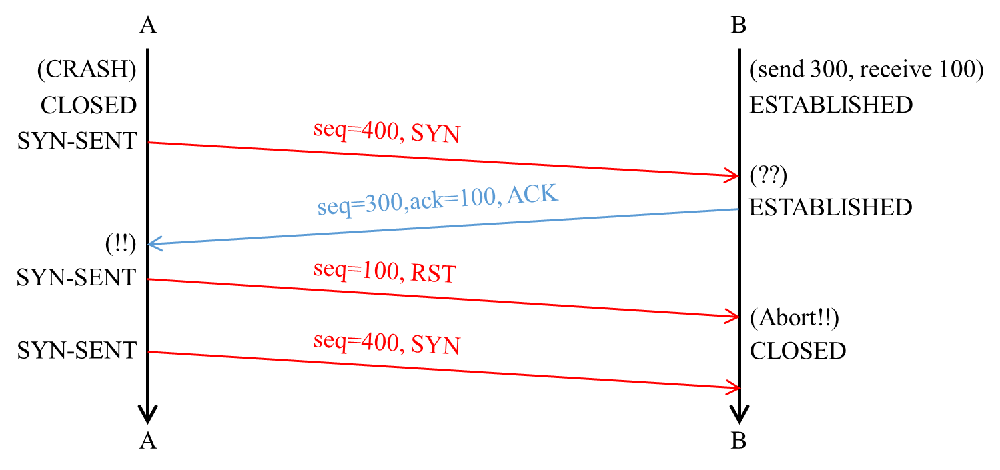 A
B
(CRASH)
(send 300, receive 100)
CLOSED
ESTABLISHED
SYN-SENT
seq=400, SYN
(??)
seq=300,ack=100, ACK
ESTABLISHED
(!!)
SYN-SENT
seq=100, RST
(Abort!!)
SYN-SENT
seq=400, SYN
CLOSED
A
B